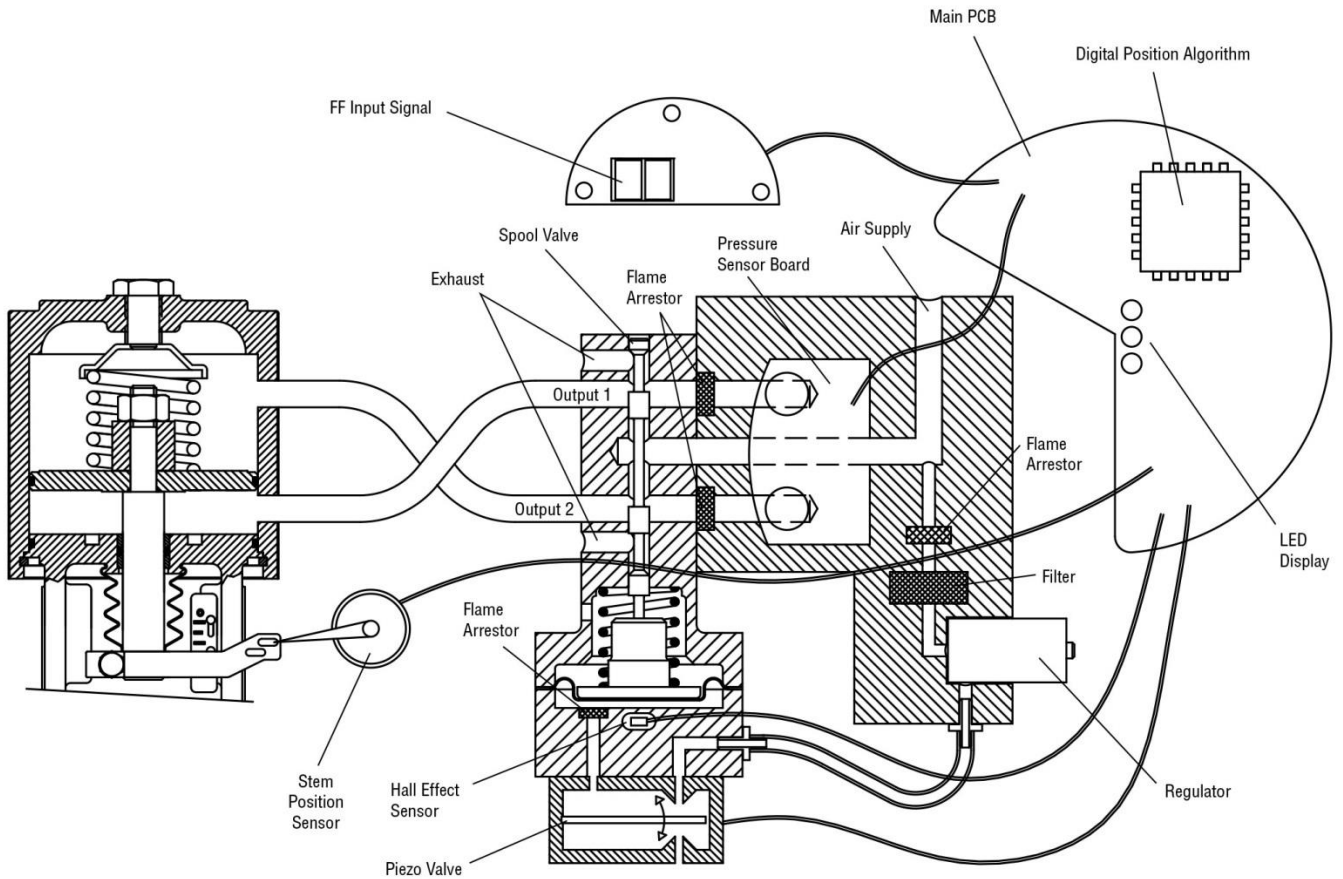 Main PCB
Digital Position Algorithm
FF Input Signal
Spool Valve
Exhaust
Flame
Arrestor
Pressure
Sensor Board
Air Supply
Output 1
Output 2
Flame
Arrestor
LED
Display
Filter
Flame
Arrestor
Stem
Position
Sensor
Hall Effect
Sensor
Regulator
Piezo Valve